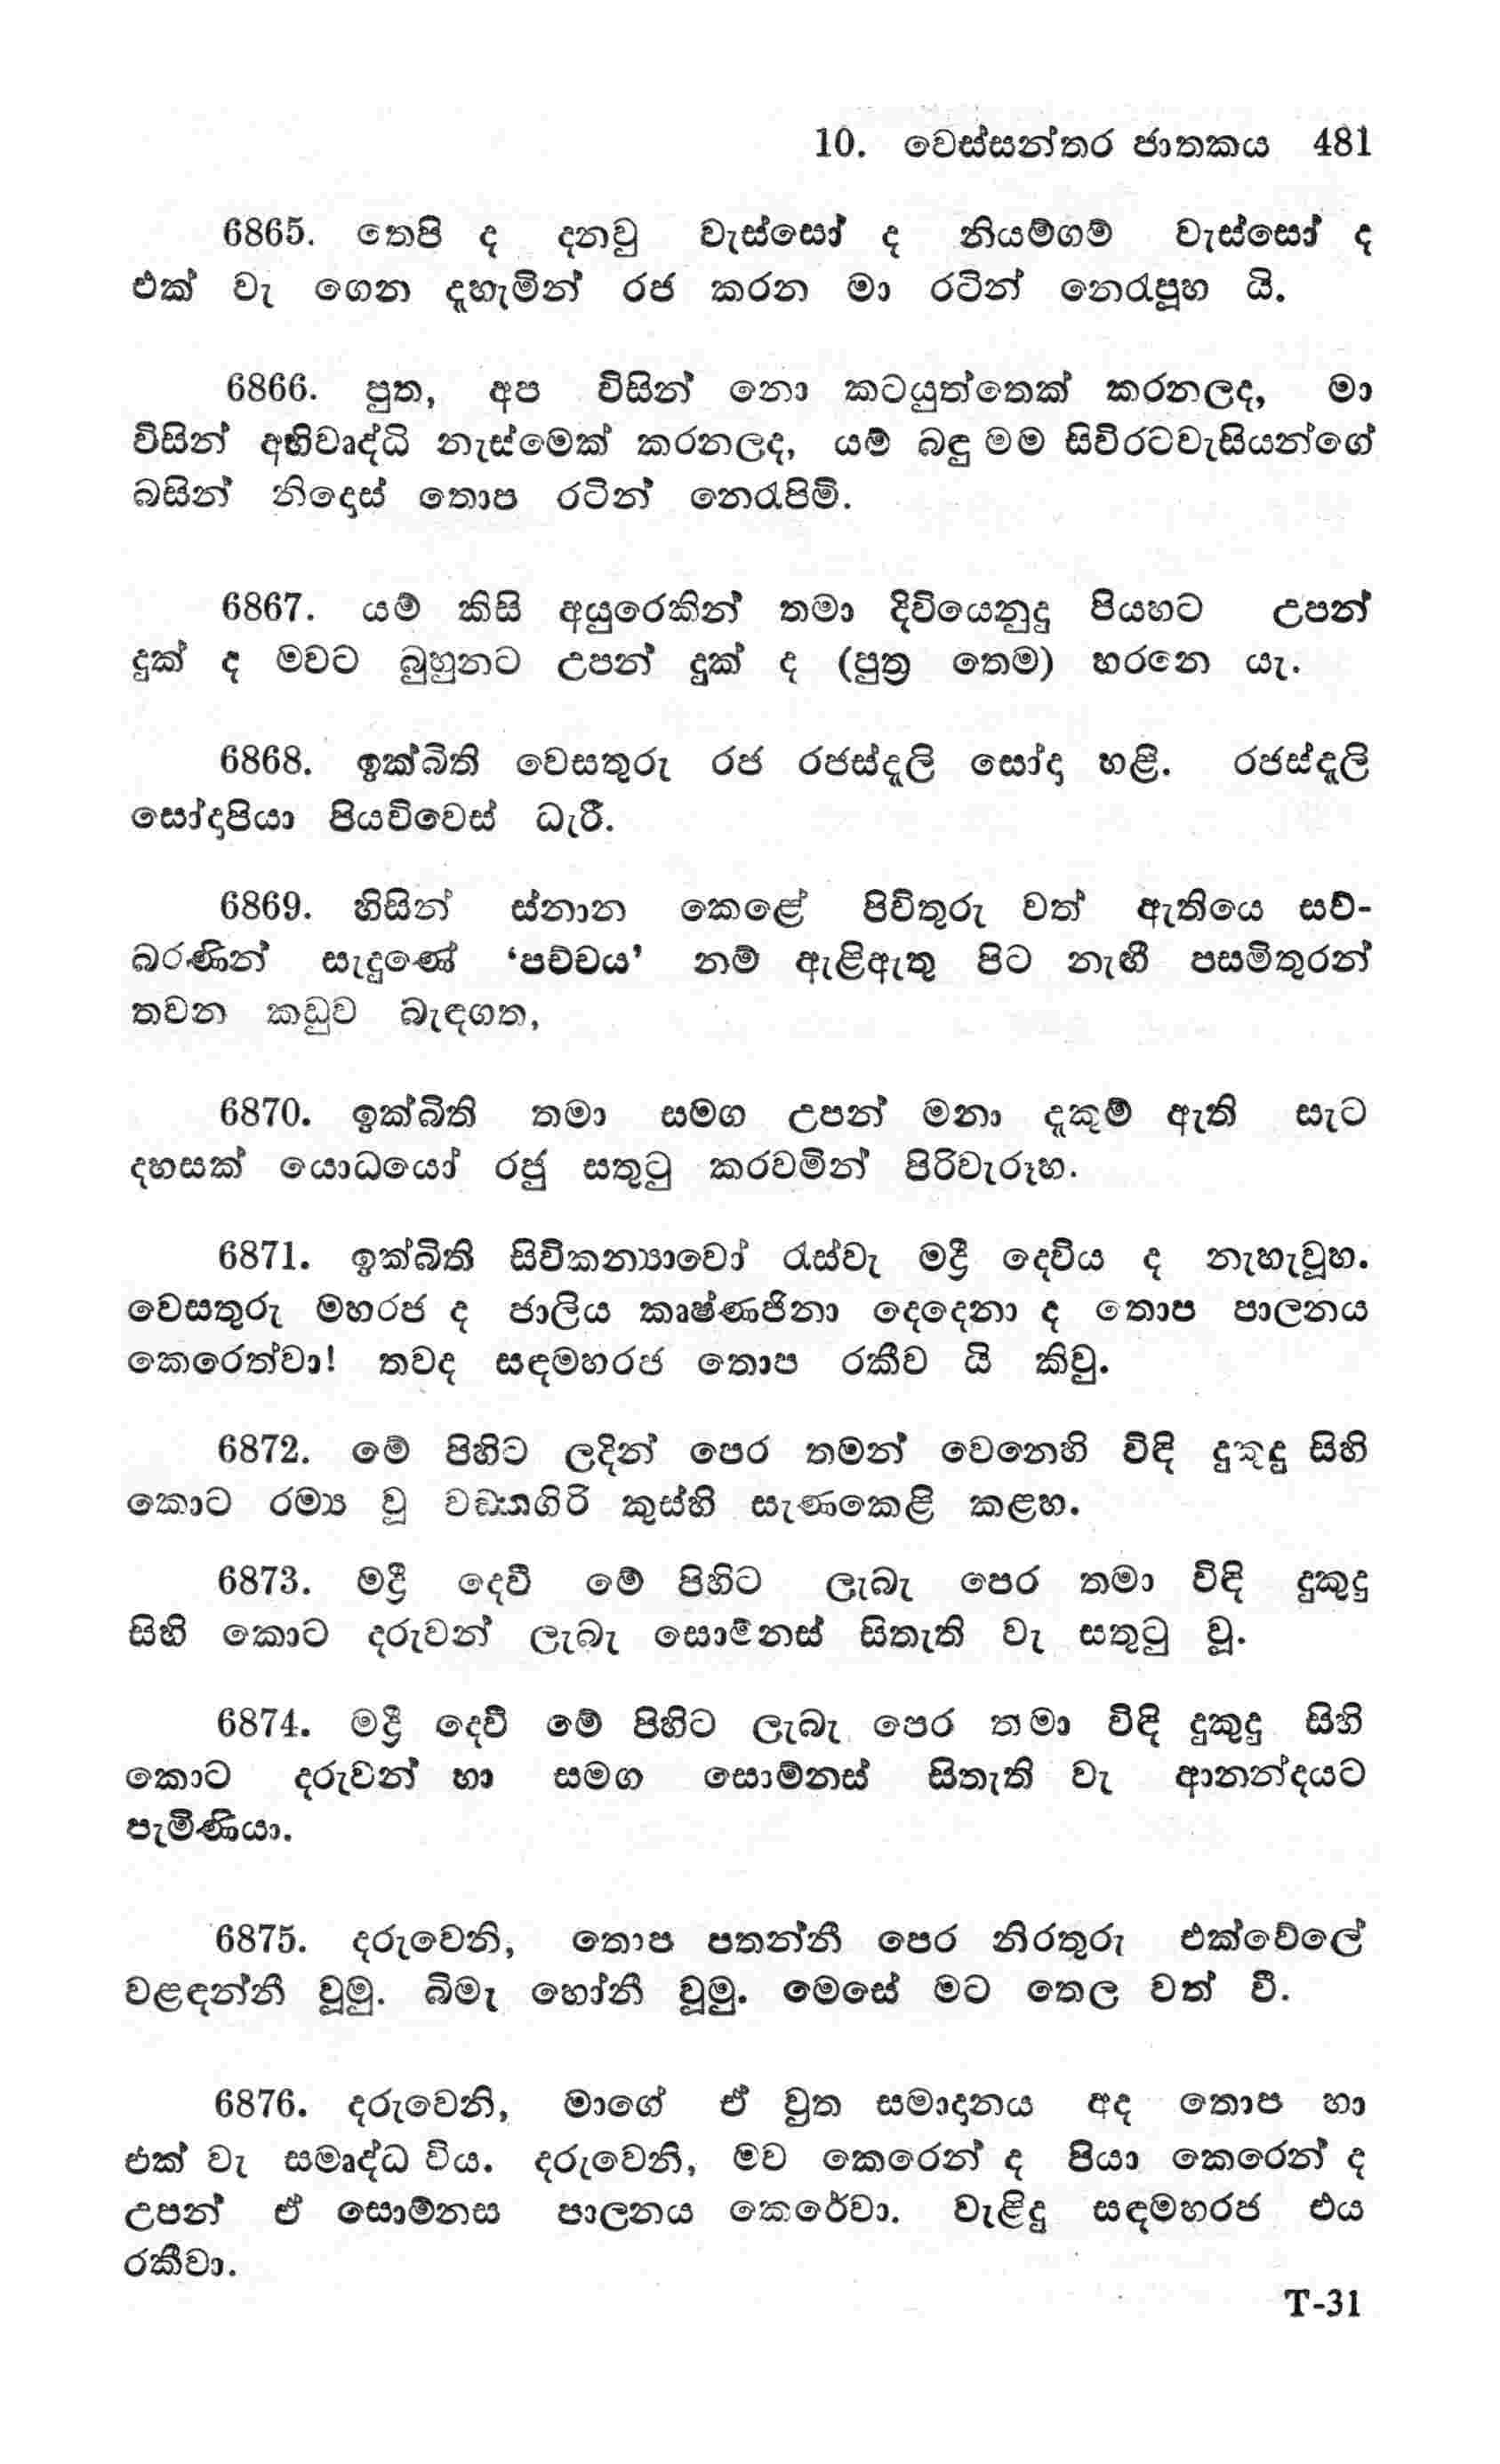 10. වෙස්සන්තර ජාතකය 481
6865. තෙපි ද දනවු වැස්සෝ ද නියම්ගම් වැස්සෝ ද
එක් වැ ගෙන දැහැමින් රජ කරන මා රටින් නෙරැපූහ යි.
6866. පුත, අප විසින් නො කටයුත්තෙක් කරනලද, මා
විසින් අභිවෘද්ධි නැස්මෙක් කරනලද, යම් බඳු මම සිවිරටවැසියන්ගේ
බසින් නිදොස් තොප රටින් නෙරැපිමි.
6867. යම් කිසි අයුරෙකින් තමා දිවියෙනුදු පියහට උපන්
දුක් ද මවට බුහුනට උපන් දුක් ද (පුත්‍ර තෙම) හරනෙ යැ.
6868. ඉක්බිති වෙසතුරු රජ රජස්දැලි සෝදා හළි. රජස්දැලි
සෝදාපියා පියවිවෙස් ධැරී.
6869. හිසින් ස්නාන කෙළේ පිවිතුරු වත් ඇතියෙ සව්-
බරණින් සැදුණේ ‘පච්චය’ නම් ඇළිඇතු පිට නැඟී පසමිතුරන්
තවන කඩුව බැඳගත,
6870. ඉක්බිති තමා සමග උපන් මනා දැකුම් ඇති සැට
දහසක් යොධයෝ රජු සතුටු කරවමින් පිරිවැරූහ.
6871. ඉක්බිති සිවිකන්‍යාවෝ රැස්වැ මද්‍රී දෙවිය ද නැහැවූහ.
වෙසතුරු මහරජ ද ජාලිය කෘෂ්ණජිනා දෙදෙනා ද තොප පාලනය
කෙරෙත්වා! තවද සඳමහරජ තොප රකීව යි කිවු.
6872. මේ පිහිට ලදින් පෙර තමන් වෙනෙහි විඳි දුකුදු සිහි
කොට රම්‍ය වූ වඞ්කගිරි කුස්හි සැණකෙළි කළහ.
6873. මද්‍රී දෙවී මේ පිහිට ලැබැ පෙර තමා විඳි දුකුදු
සිහි කොට දරුවන් ලැබැ සොම්නස් සිතැති වැ සතුටු වූ.
6874. මද්‍රී දෙවී මේ පිහිට ලැබැ පෙර තමා විඳි දුකුදු සිහි
කොට දරුවන් හා සමග සොම්නස් සිතැති වැ ආනන්දයට
පැමිණියා.
6875. දරුවෙනි, තොප පතන්නී පෙර නිරතුරු එක්වේලේ
වළඳන්නී වූමු. බිමැ හෝනී වූමු. මෙසේ මට තෙල වත් වී.
6876. දරුවෙනි, මාගේ ඒ වුත සමාදානය අද තොප හා
එක් වැ සමෘද්ධ විය. දරුවෙනි, මව කෙරෙන් ද පියා කෙරෙන් ද
උපන් ඒ සොම්නස පාලනය කෙරේවා. වැළිදු සඳමහරජ එය
රකීවා.
T-31